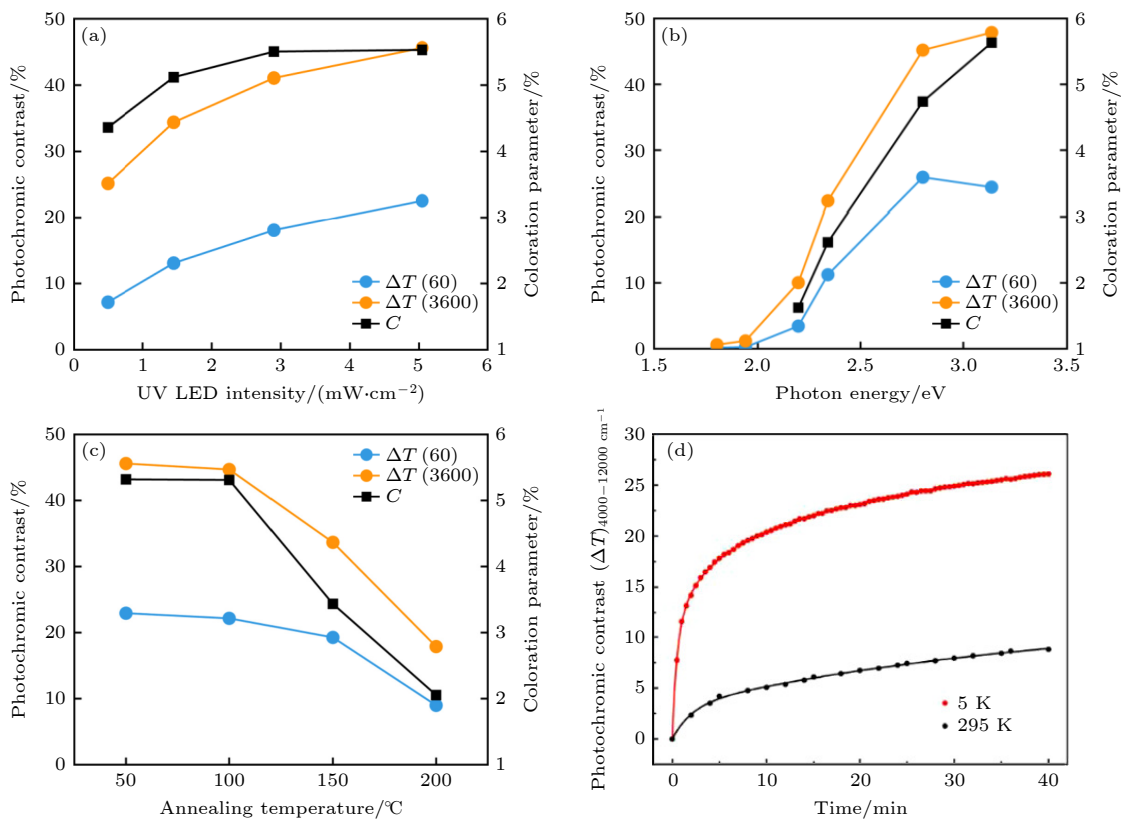 (a)
Photochromic contrast/%
50
40
30
20
10
0
6
5
4
3
2
1
Coloration parameter/%
ΔT (60)
ΔT (3600)
C
0 1 2 3 4 5 6
UV LED intensity/(mW·cm⁻²)
(b)
Photochromic contrast/%
50
40
30
20
10
0
6
5
4
3
2
1
Coloration parameter/%
ΔT (60)
ΔT (3600)
C
1.5 2.0 2.5 3.0 3.5
Photon energy/eV
(c)
Photochromic contrast/%
50
40
30
20
10
0
6
5
4
3
2
1
Coloration parameter/%
ΔT (60)
ΔT (3600)
C
50 100 150 200
Annealing temperature/℃
(d)
Photochromic contrast (ΔT)₄₀₀₀₋₁₂₀₀₀ cm⁻¹
30
25
20
15
10
5
0
5 K
295 K
0 10 20 30 40
Time/min